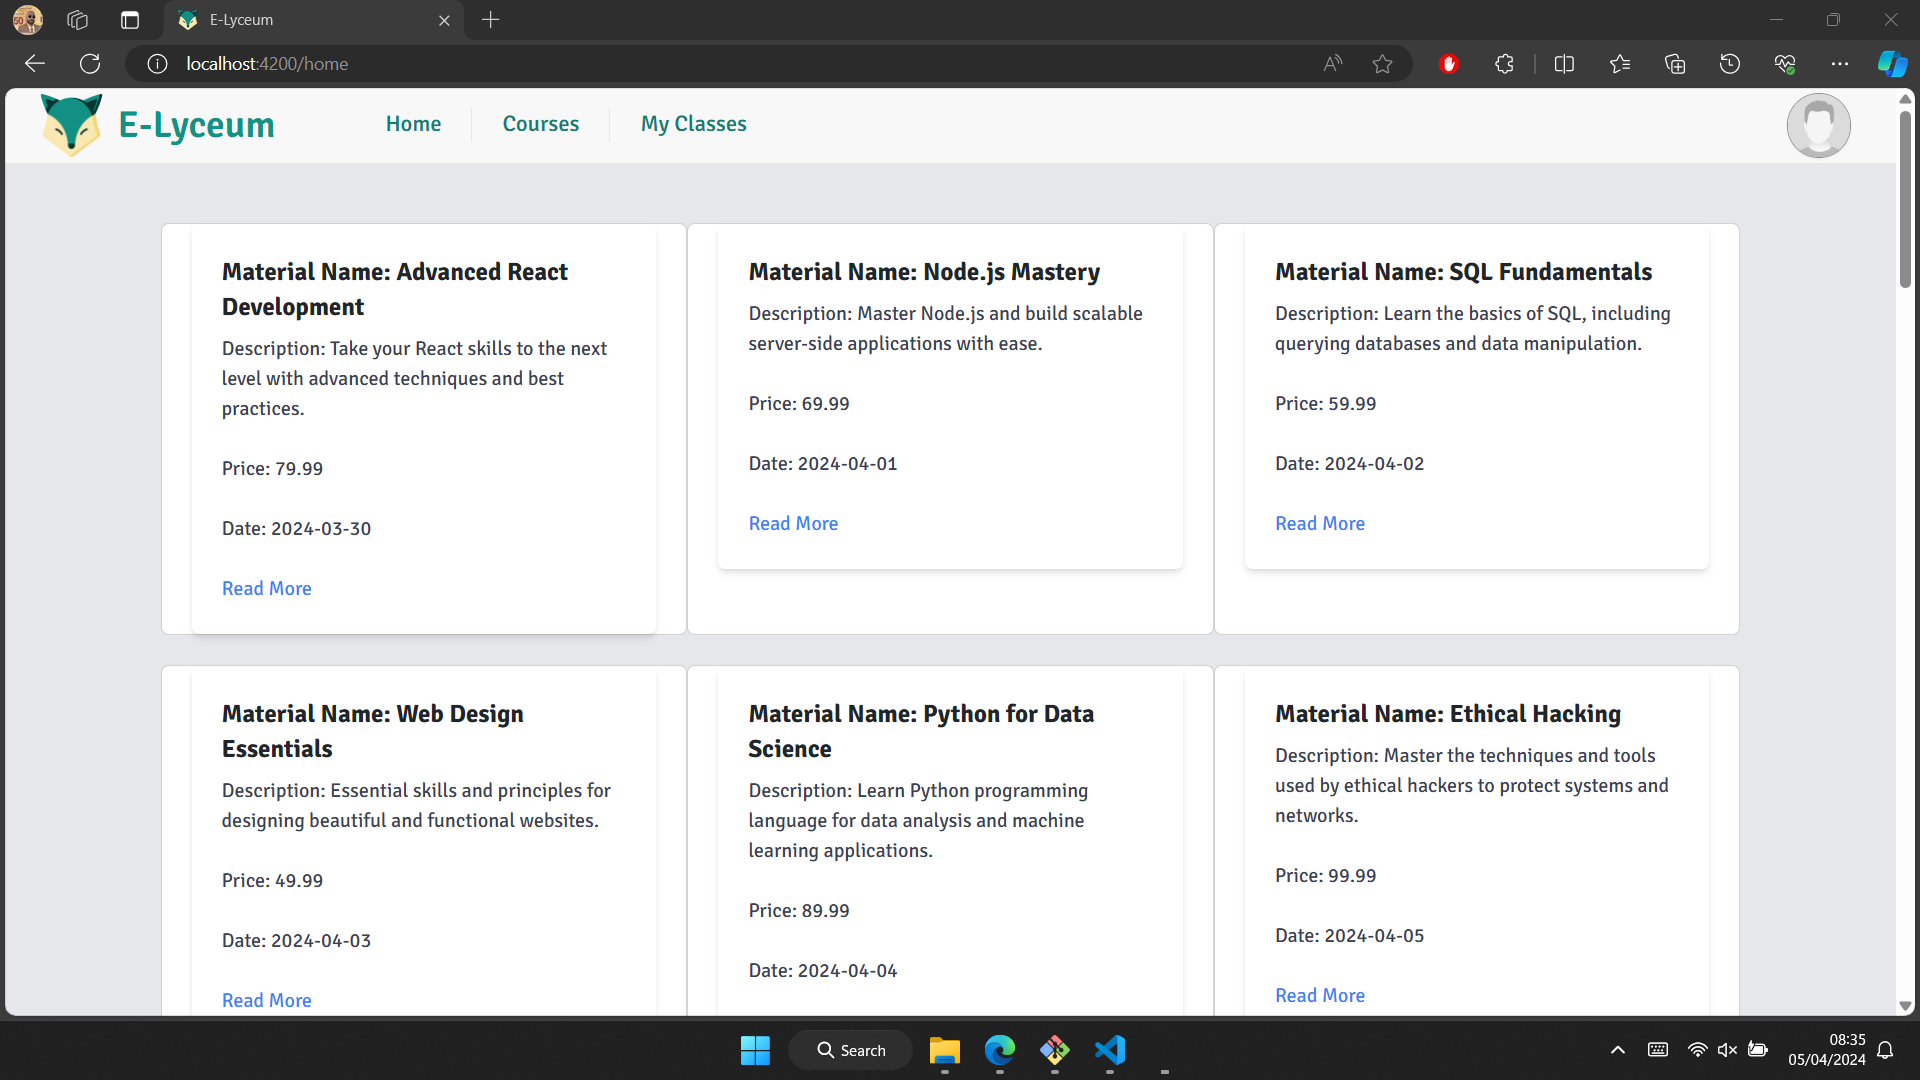 E-Lyceum
localhost:4200/home
E-Lyceum
Home
Courses
My Classes
Material Name: Advanced React
Development
Description: Take your React skills to the next
level with advanced techniques and best
practices.
Price: 79.99
Date: 2024-03-30
Read More
Material Name: Node.js Mastery
Description: Master Node.js and build scalable
server-side applications with ease.
Price: 69.99
Date: 2024-04-01
Read More
Material Name: SQL Fundamentals
Description: Learn the basics of SQL, including
querying databases and data manipulation.
Price: 59.99
Date: 2024-04-02
Read More
Material Name: Web Design
Essentials
Description: Essential skills and principles for
designing beautiful and functional websites.
Price: 49.99
Date: 2024-04-03
Read More
Material Name: Python for Data
Science
Description: Learn Python programming
language for data analysis and machine
learning applications.
Price: 89.99
Date: 2024-04-04
Material Name: Ethical Hacking
Description: Master the techniques and tools
used by ethical hackers to protect systems and
networks.
Price: 99.99
Date: 2024-04-05
Read More
Search
08:35
05/04/2024